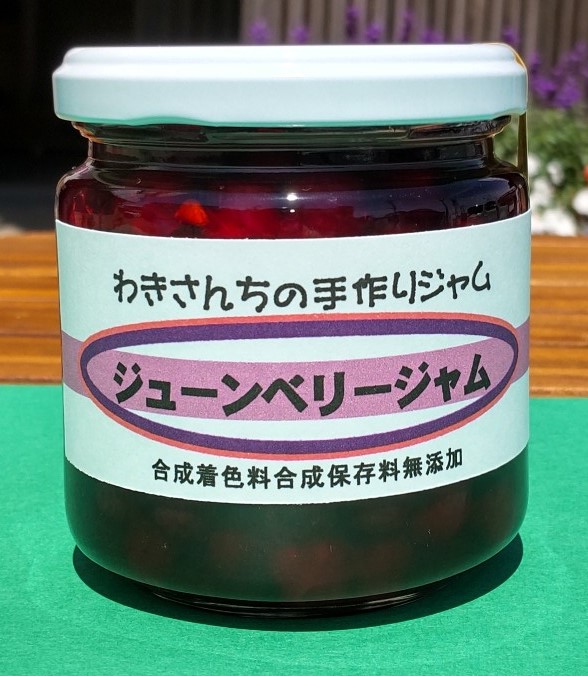 わきさんちの手作りジャム
ジューンベリージャム
合成着色料合成保存料無添加